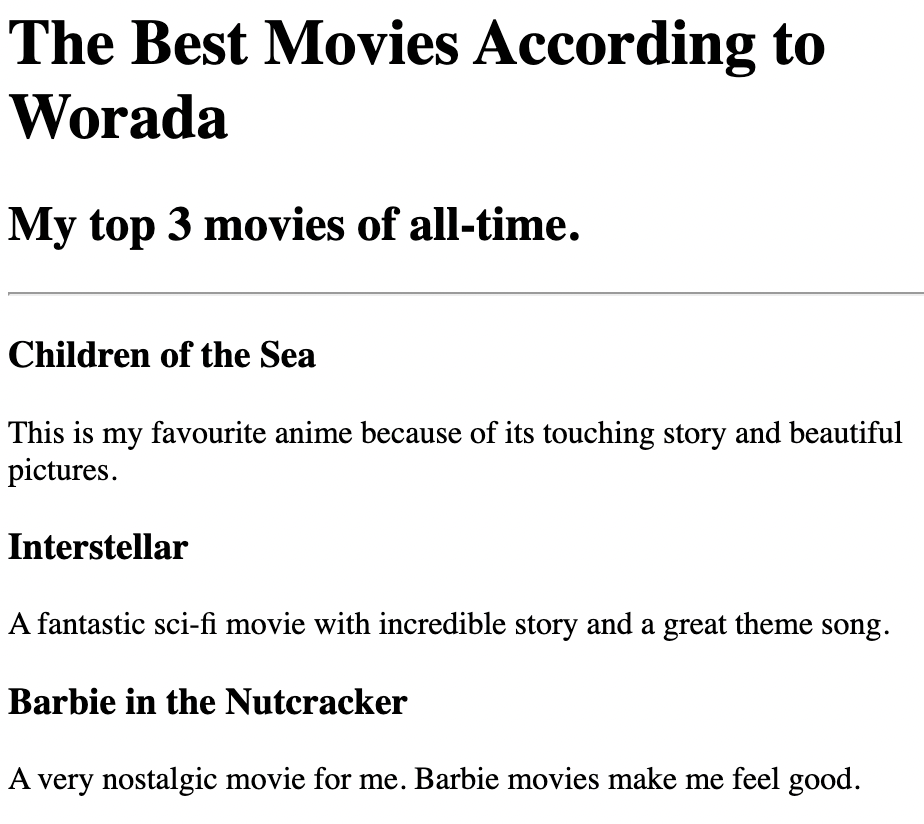 The Best Movies According to
Worada
My top 3 movies of all-time.
Children of the Sea
This is my favourite anime because of its touching story and beautiful
pictures.
Interstellar
A fantastic sci-fi movie with incredible story and a great theme song.
Barbie in the Nutcracker
A very nostalgic movie for me. Barbie movies make me feel good.